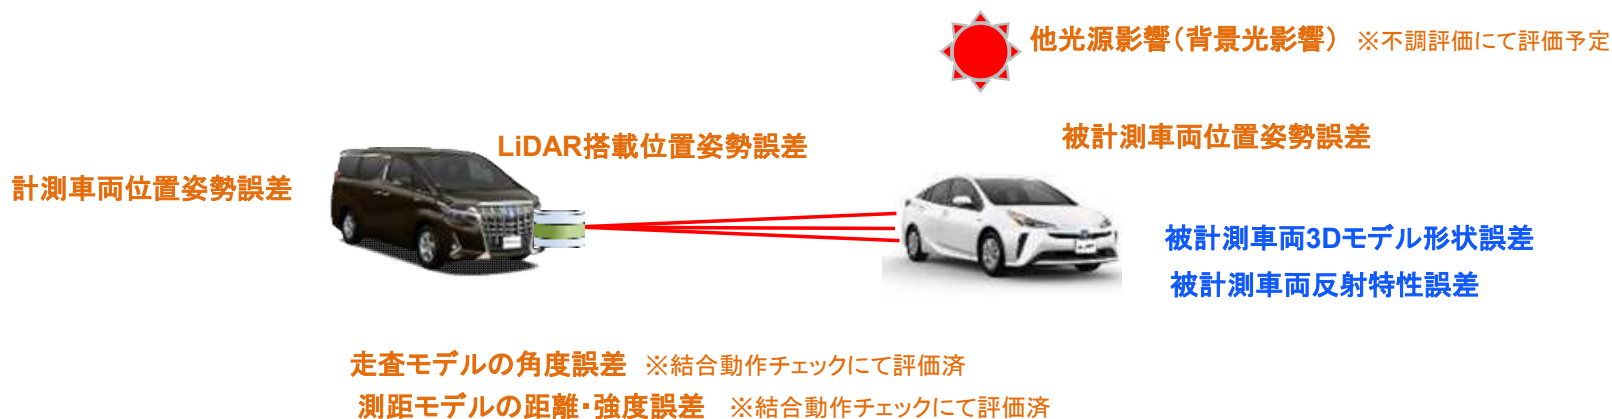 他光源影響（背景光影響） ※不調評価にて評価予定
被計測車両位置姿勢誤差
LiDAR搭載位置姿勢誤差
計測車両位置姿勢誤差
被計測車両3Dモデル形状誤差
被計測車両反射特性誤差
走査モデルの角度誤差 ※結合動作チェックにて評価済
測距モデルの距離・強度誤差 ※結合動作チェックにて評価済